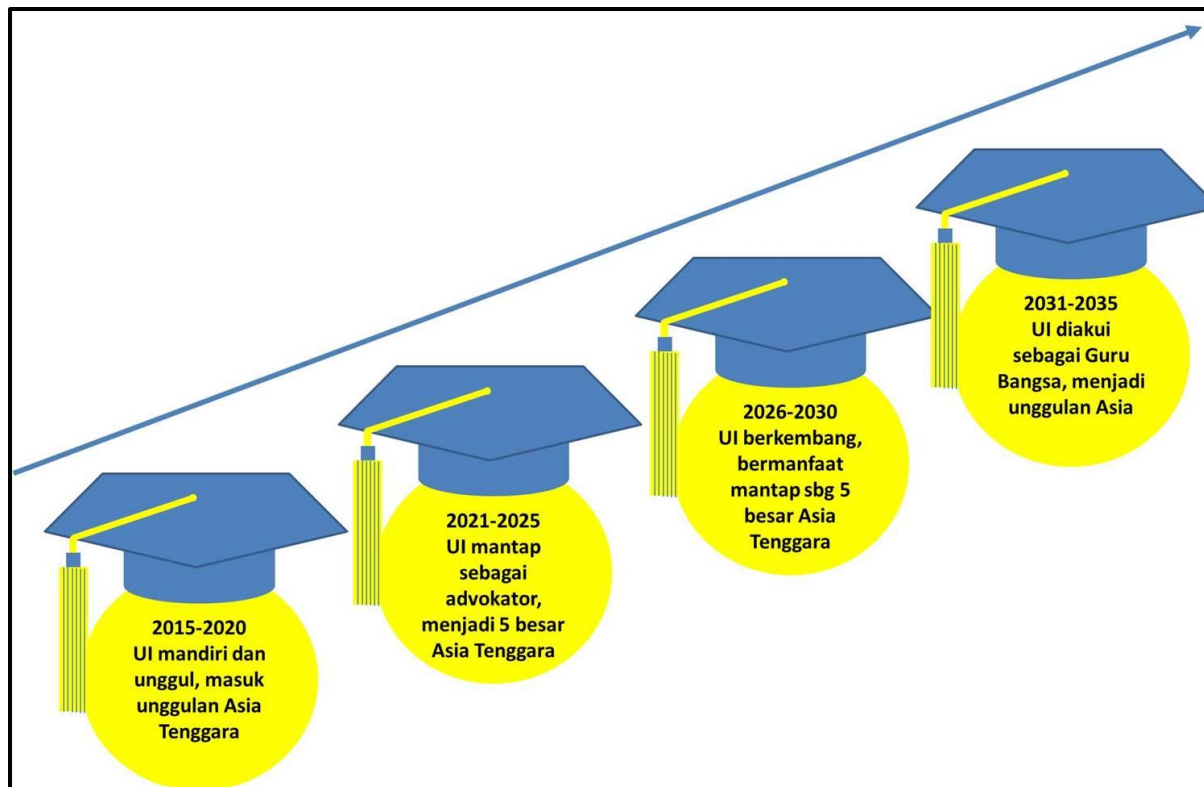 2015-2020
UI mandiri dan
unggul, masuk
unggulan Asia
Tenggara
2021-2025
UI mantap
sebagai
advokator,
menjadi 5 besar
Asia Tenggara
2026-2030
UI berkembang,
bermanfaat
mantap sbg 5
besar Asia
Tenggara
2031-2035
UI diakui
sebagai Guru
Bangsa, menjadi
unggulan Asia